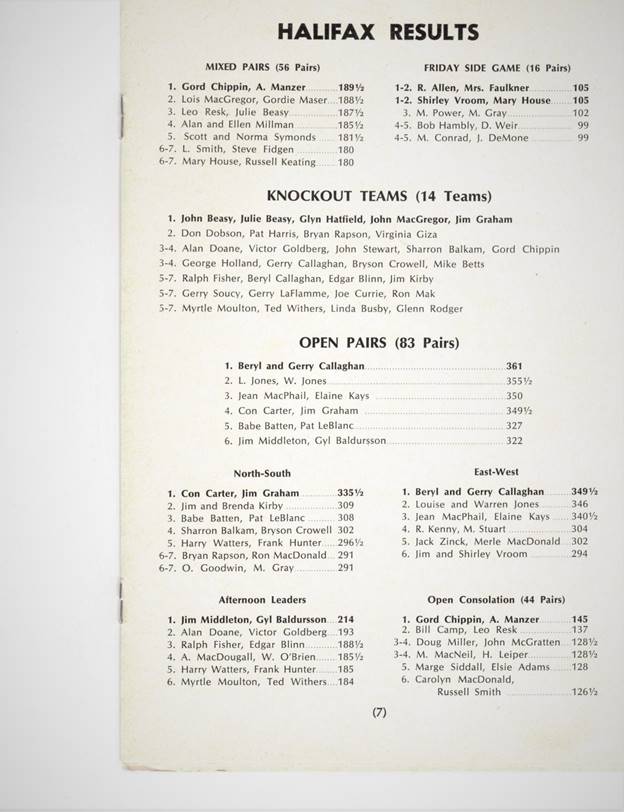 HALIFAX RESULTS
MIXED PAIRS (56 Pairs)
1. Gord Chippin, A. Manzer..........189½
2. Lois MacGregor, Gordie Maser....188½
3. Leo Resk, Julie Beasy................187½
4. Alan and Ellen Millman..............185½
5. Scott and Norma Symonds.......181½
6-7. L. Smith, Steve Fidgen..............180
6-7. Mary House, Russell Keating.......180
FRIDAY SIDE GAME (16 Pairs)
1-2. R. Allen, Mrs. Faulkner..............105
1-2. Shirley Vroom, Mary House.......105
3. M. Power, M. Gray....................102
4-5. Bob Hambly, D. Weir................ 99
4-5. M. Conrad, J. DeMone.............. 99
KNOCKOUT TEAMS (14 Teams)
1. John Beasy, Julie Beasy, Glyn Hatfield, John MacGregor, Jim Graham
2. Don Dobson, Pat Harris, Bryan Rapson, Virginia Giza
3-4. Alan Doane, Victor Goldberg, John Stewart, Sharron Balkam, Gord Chippin
3-4. George Holland, Gerry Callaghan, Bryson Crowell, Mike Betts
5-7. Ralph Fisher, Beryl Callaghan, Edgar Blinn, Jim Kirby
5-7. Gerry Soucy, Gerry LaFlamme, Joe Currie, Ron Mak
5-7. Myrtle Moulton, Ted Withers, Linda Busby, Glenn Rodger
OPEN PAIRS (83 Pairs)
1. Beryl and Gerry Callaghan..............................361
2. L. Jones, W. Jones..............................355½
3. Jean MacPhail, Elaine Kays..............................350
4. Con Carter, Jim Graham..............................349½
5. Babe Batten, Pat LeBlanc..............................327
6. Jim Middleton, Gyl Baldursson..............................322
North-South
1. Con Carter, Jim Graham............335½
2. Jim and Brenda Kirby................309
3. Babe Batten, Pat LeBlanc..........308
4. Sharron Balkam, Bryson Crowell 302
5. Harry Watters, Frank Hunter.....296½
6-7. Bryan Rapson, Ron MacDonald...291
6-7. O. Goodwin, M. Gray..............291
East-West
1. Beryl and Gerry Callaghan........349½
2. Louise and Warren Jones..........346
3. Jean MacPhail, Elaine Kays......340½
4. R. Kenny, M. Stuart..................304
5. Jack Zinck, Merle MacDonald...302
6. Jim and Shirley Vroom.............294
Afternoon Leaders
1. Jim Middleton, Gyl Baldursson...214
2. Alan Doane, Victor Goldberg....193
3. Ralph Fisher, Edgar Blinn..........188½
4. A. MacDougall, W. O'Brien.......185½
5. Harry Watters, Frank Hunter......185
6. Myrtle Moulton, Ted Withers....184
Open Consolation (44 Pairs)
1. Gord Chippin, A. Manzer..........145
2. Bill Camp, Leo Resk................137
3-4. Doug Miller, John McGratten...128½
3-4. M. MacNeil, H. Leiper.............128½
5. Marge Siddall, Elsie Adams......128
6. Carolyn MacDonald,
Russell Smith......................126½
(7)